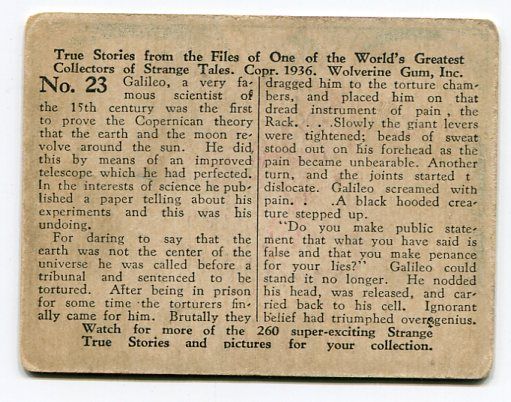 True Stories from the Files of One of the World's Greatest
Collectors of Strange Tales. Copr. 1936. Wolverine Gum, Inc.
No. 23 Galileo, a very fa-
mous scientist of
the 15th century was the first
to prove the Copernican theory
that the earth and the moon re-
volve around the sun. He did
this by means of an improved
telescope which he had perfected.
In the interests of science he pub-
lished a paper telling about his
experiments and this was his
undoing.
For daring to say that the
earth was not the center of the
universe he was called before a
tribunal and sentenced to be
tortured. After being in prison
for some time the torturers fin-
ally came for him. Brutally they
dragged him to the torture cham-
bers, and placed him on that
dread instrument of pain, the
Rack. . . . Slowly the giant levers
were tightened; beads of sweat
stood out on his forehead as the
pain became unbearable. Another
turn, and the joints started t
dislocate. Galileo screamed with
pain. . . .A black hooded crea-
ture stepped up.
"Do you make public state-
ment that what you have said is
false and that you make penance
for your lies?" Galileo could
stand it no longer. He nodded
his head, was released, and car-
ried back to his cell. Ignorant
belief had triumphed over genius.
Watch for more of the 260 super-exciting Strange
True Stories and pictures for your collection.